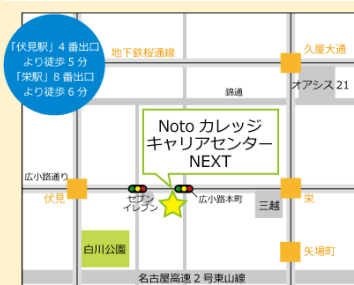 「伏見駅」4番出口
より徒歩5分
「栄駅」8番出口
より徒歩6分
地下鉄桜通線
久屋大通
オアシス21
錦通
Noto カレッジ
キャリアセンター
NEXT
広小路通り
伏見
セブン
イレブン
広小路本町
三越
栄
白川公園
矢場町
名古屋高速2号東山線